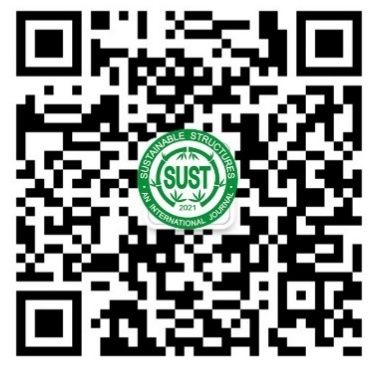 SUSTAINABLE STRUCTURES
SUST
2021
AN INTERNATIONAL JOURNAL